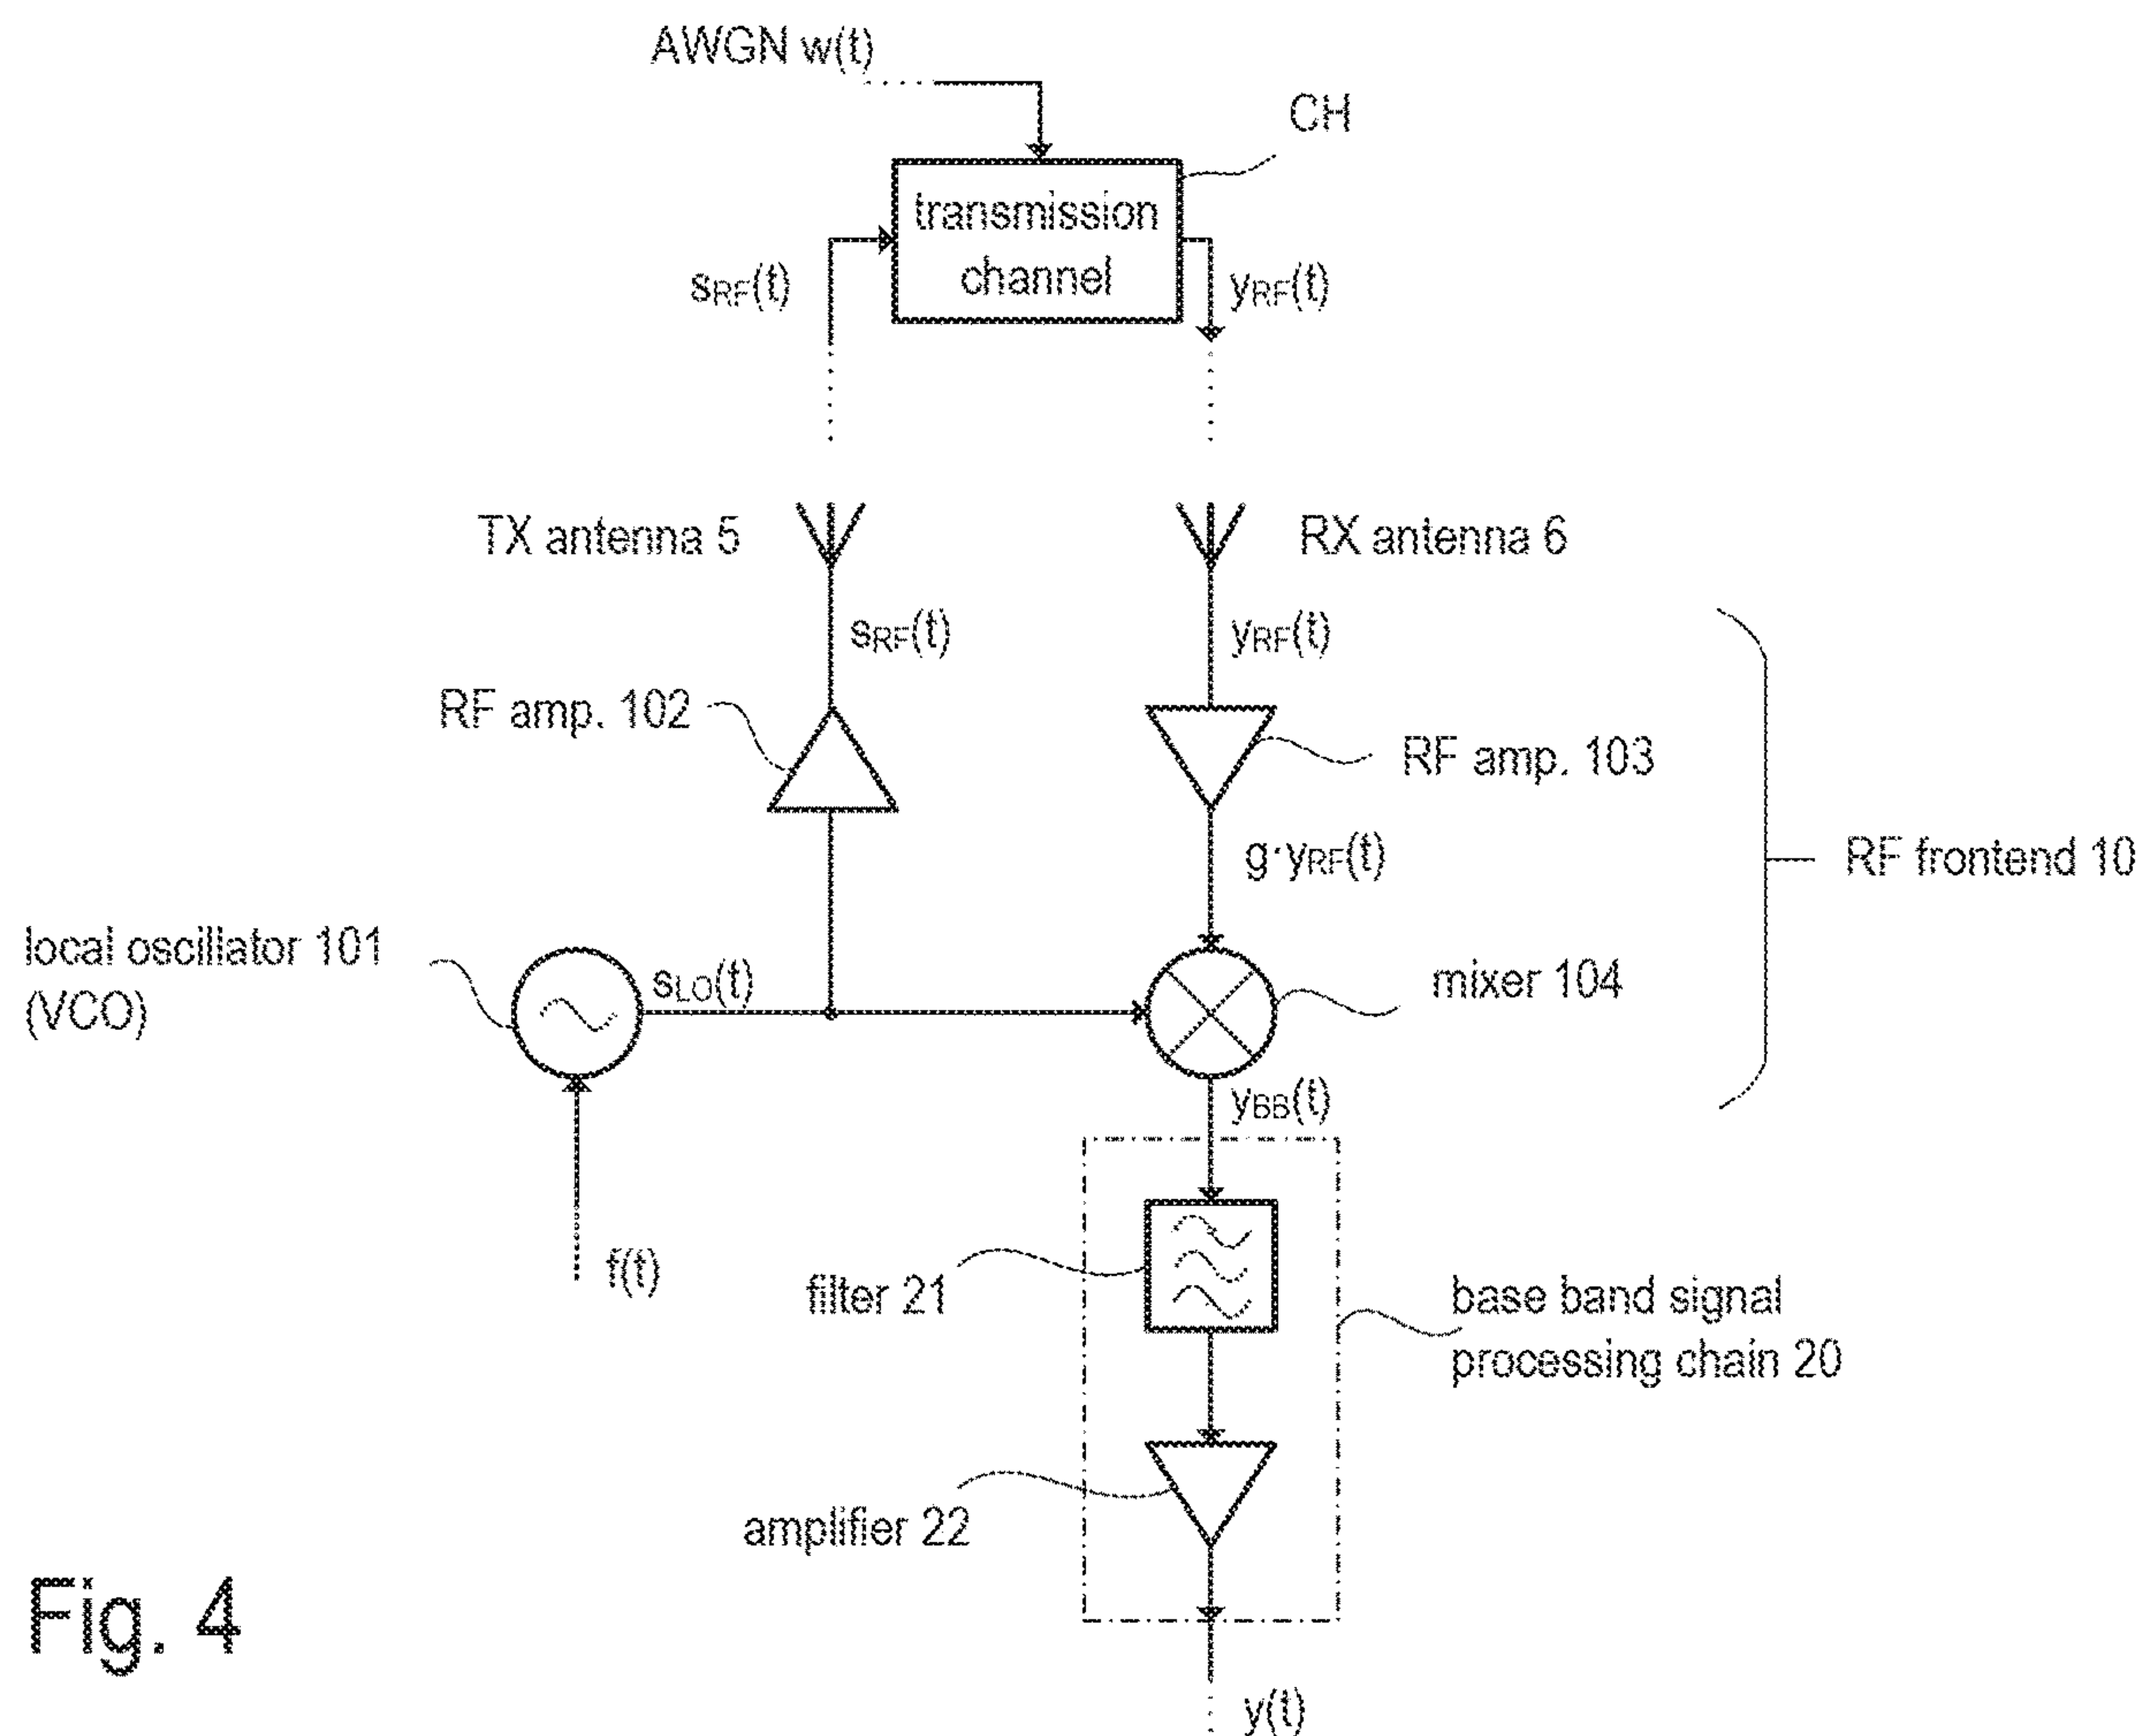 AWGN w(t)
CH
transmission
channel
sRF(t)
yRF(t)
TX antenna 5
RX antenna 6
sRF(t)
yRF(t)
RF amp. 102
RF amp. 103
g·yRF(t)
RF frontend 10
local oscillator 101
(VCO)
sLO(t)
mixer 104
yBB(t)
f(t)
filter 21
base band signal
processing chain 20
amplifier 22
Fig. 4
y(t)